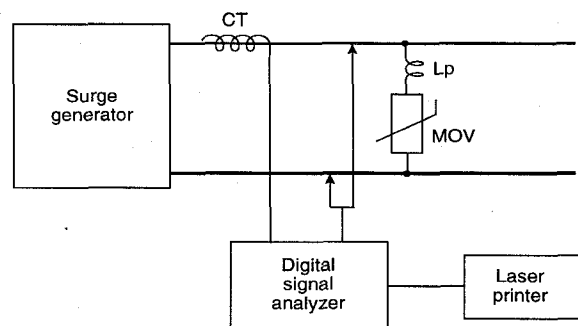 CT
Lp
Surge
generator
MOV
Digital
signal
analyzer
Laser
printer